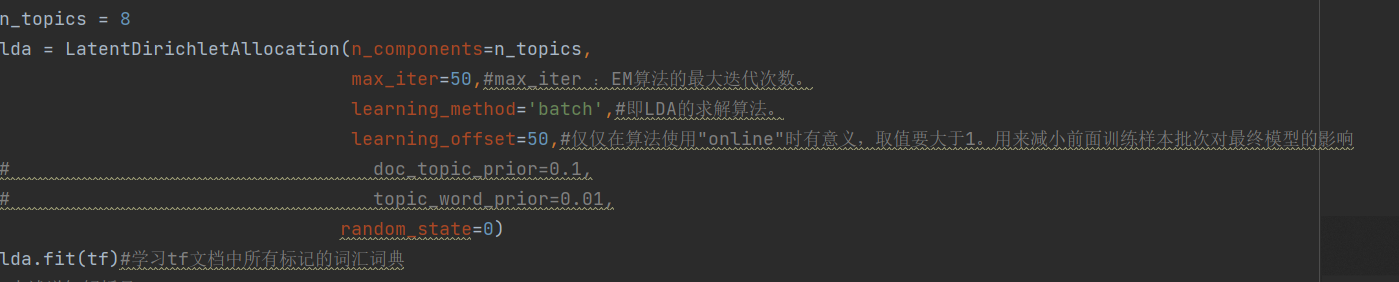 n_topics = 8
lda = LatentDirichletAllocation(n_components=n_topics,
max_iter=50,#max_iter ：EM算法的最大迭代次数。
learning_method='batch',#即LDA的求解算法。
learning_offset=50,#仅仅在算法使用"online"时有意义，取值要大于1。用来减小前面训练样本批次对最终模型的影响
# doc_topic_prior=0.1,
# topic_word_prior=0.01,
random_state=0)
lda.fit(tf)#学习tf文档中所有标记的词汇词典